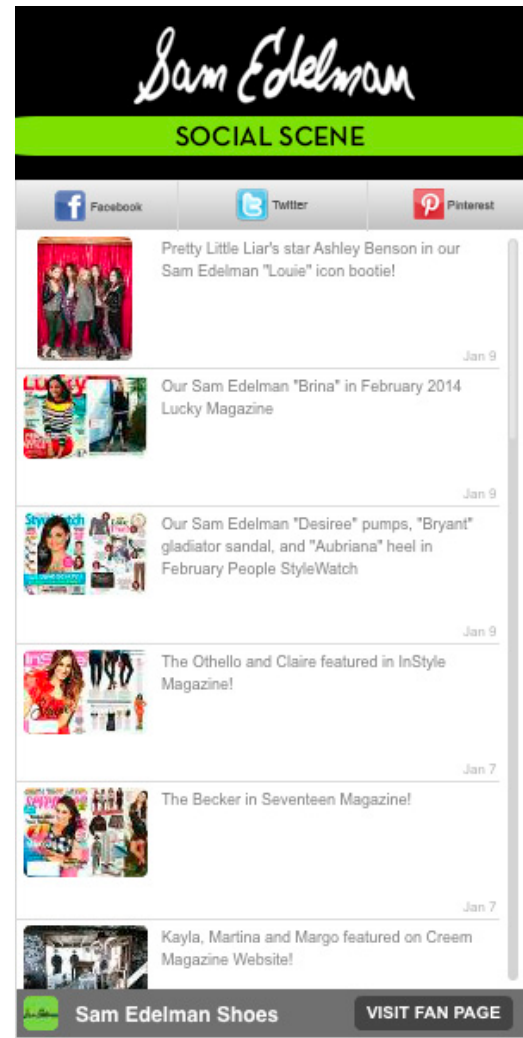 Sam Edelman
SOCIAL SCENE
Facebook
Twitter
Pinterest
Pretty Little Liar's star Ashley Benson in our
Sam Edelman "Louie" icon bootie!
Jan 9
Lucky
Our Sam Edelman "Brina" in February 2014
Lucky Magazine
Jan 9
Our Sam Edelman "Desiree" pumps, "Bryant"
gladiator sandal, and "Aubriana" heel in
February People StyleWatch
Jan 9
The Othello and Claire featured in InStyle
Magazine!
Jan 7
seventeen
The Becker in Seventeen Magazine!
Jan 7
Kayla, Martina and Margo featured on Creem
Magazine Website!
Sam Edelman
Sam Edelman Shoes
VISIT FAN PAGE